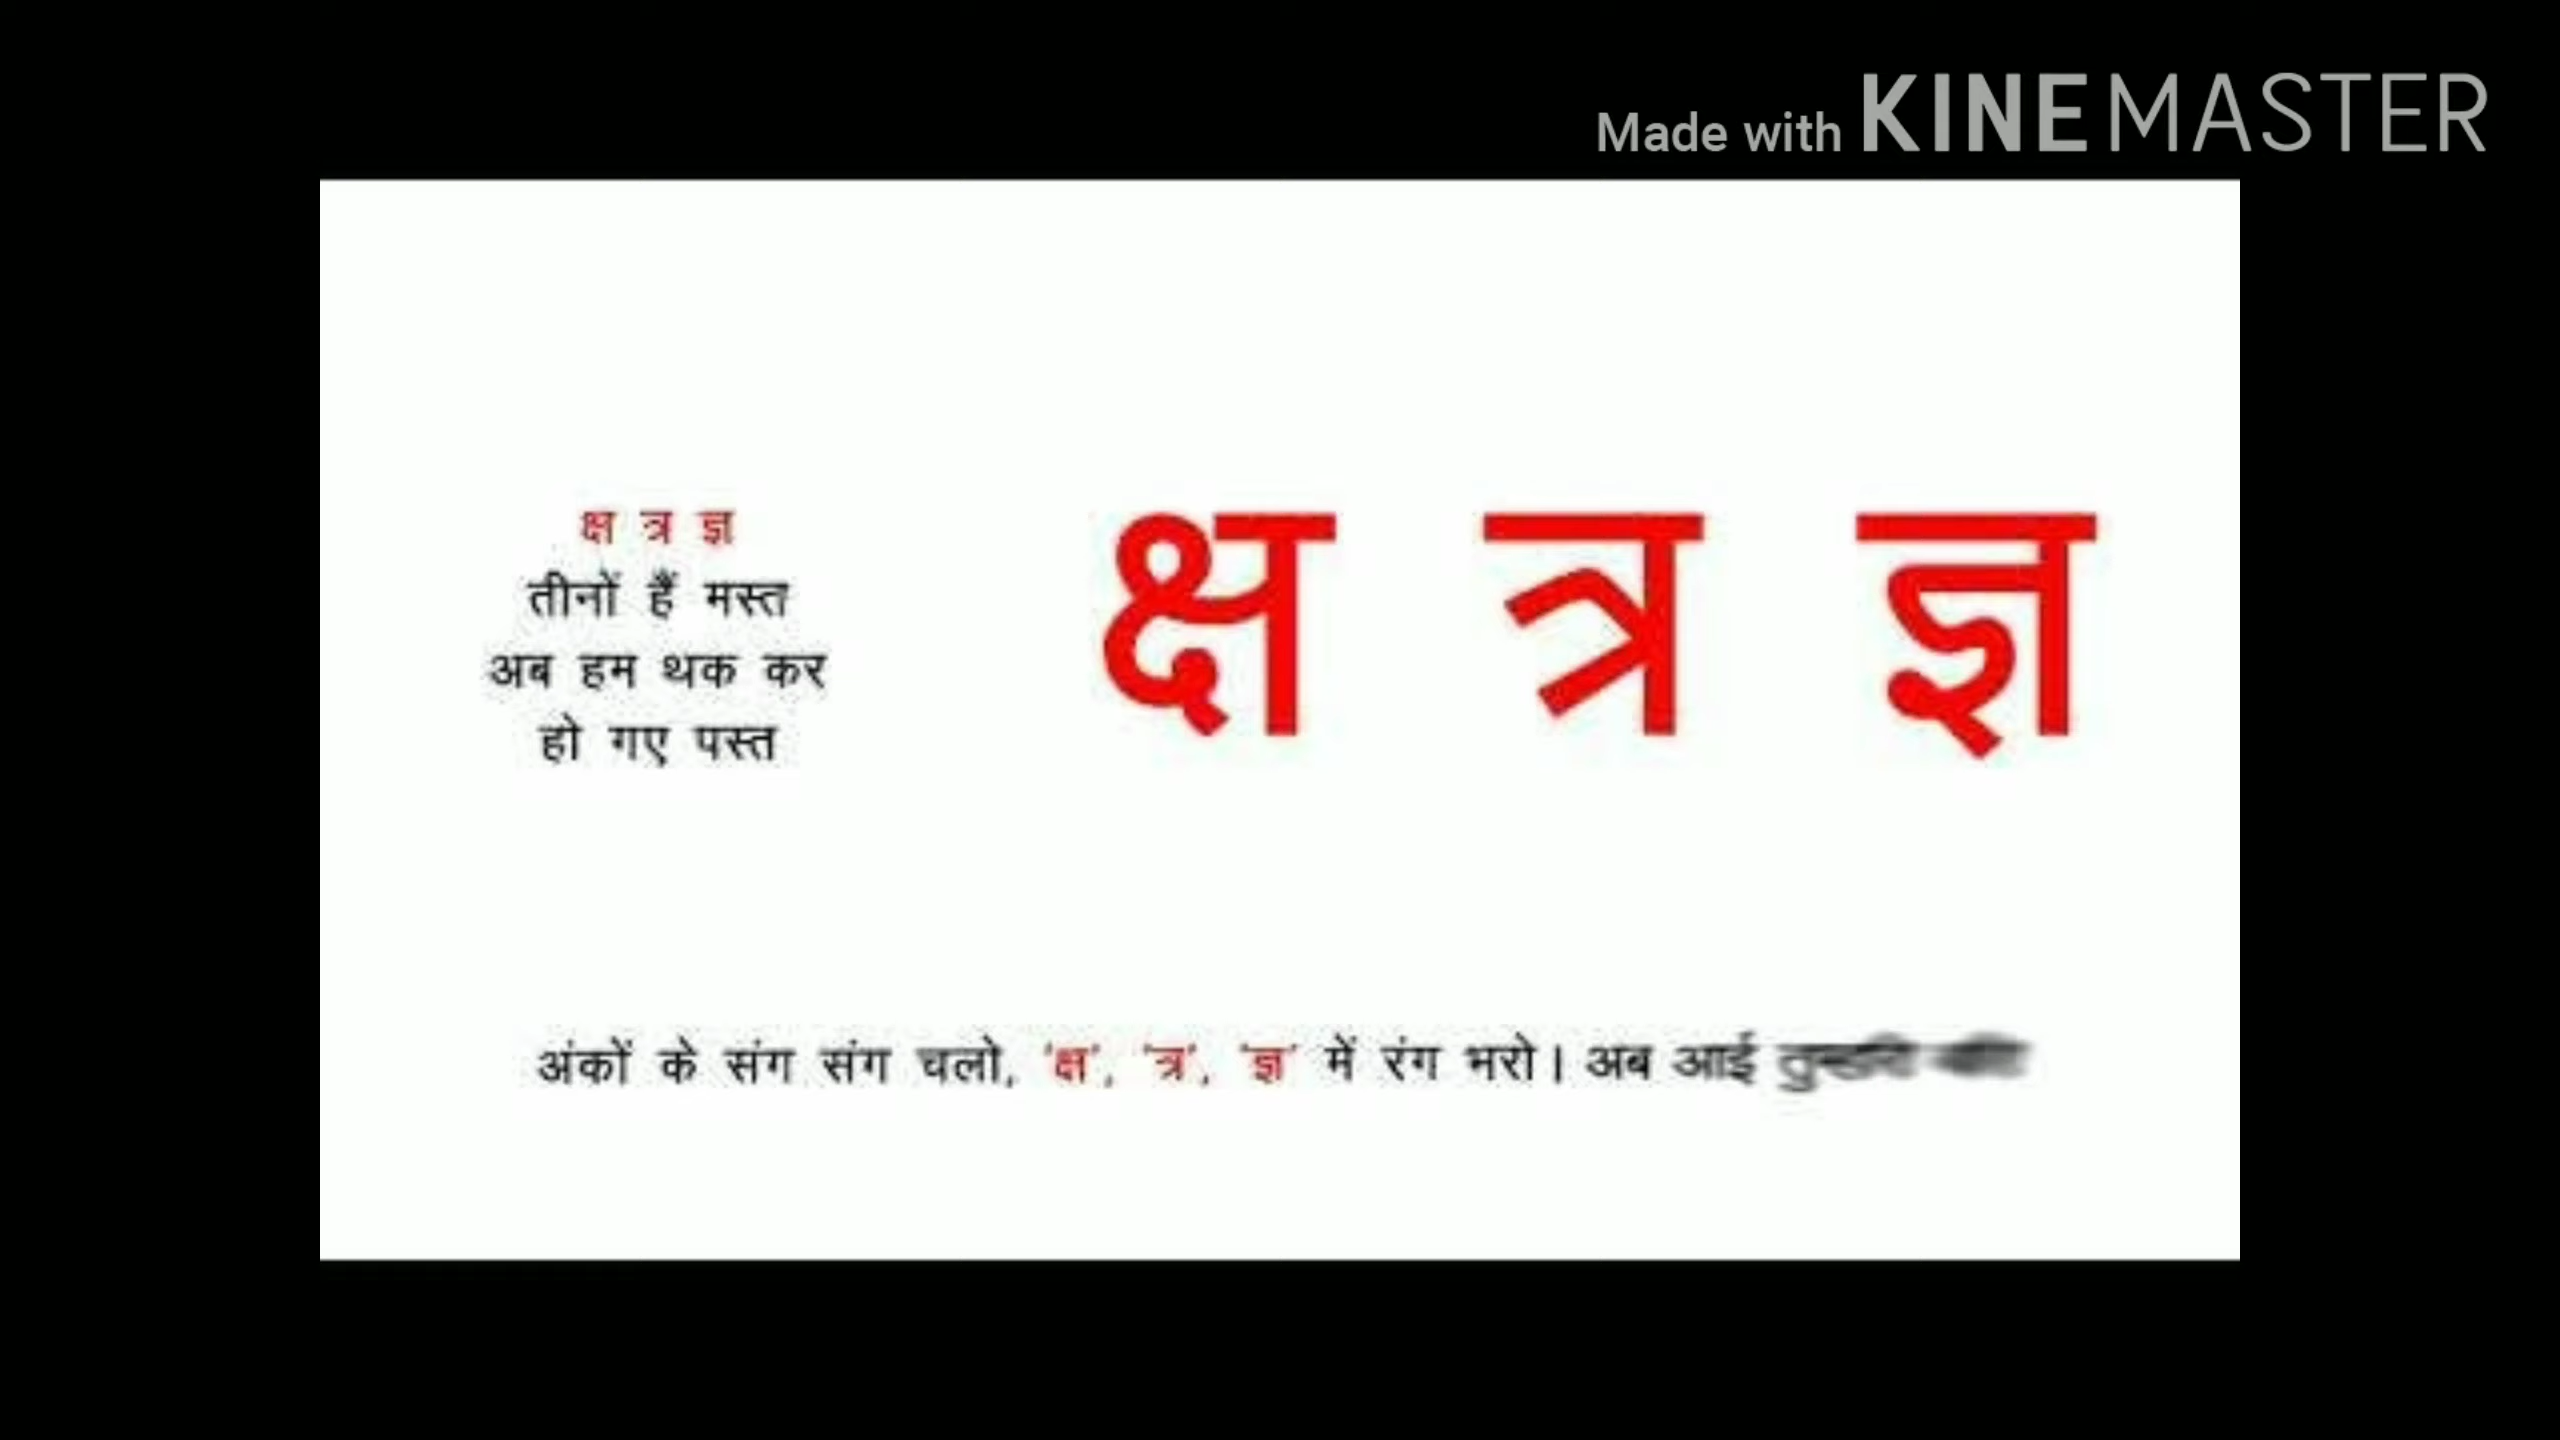 Made with KINEMASTER
क्ष त्र ज्ञ
तीनों हैं मस्त
अब हम थक कर
हो गए पस्त
क्ष त्र ज्ञ
अंकों के संग संग चलो, 'क्ष', 'त्र', 'ज्ञ' में रंग भरो। अब आई